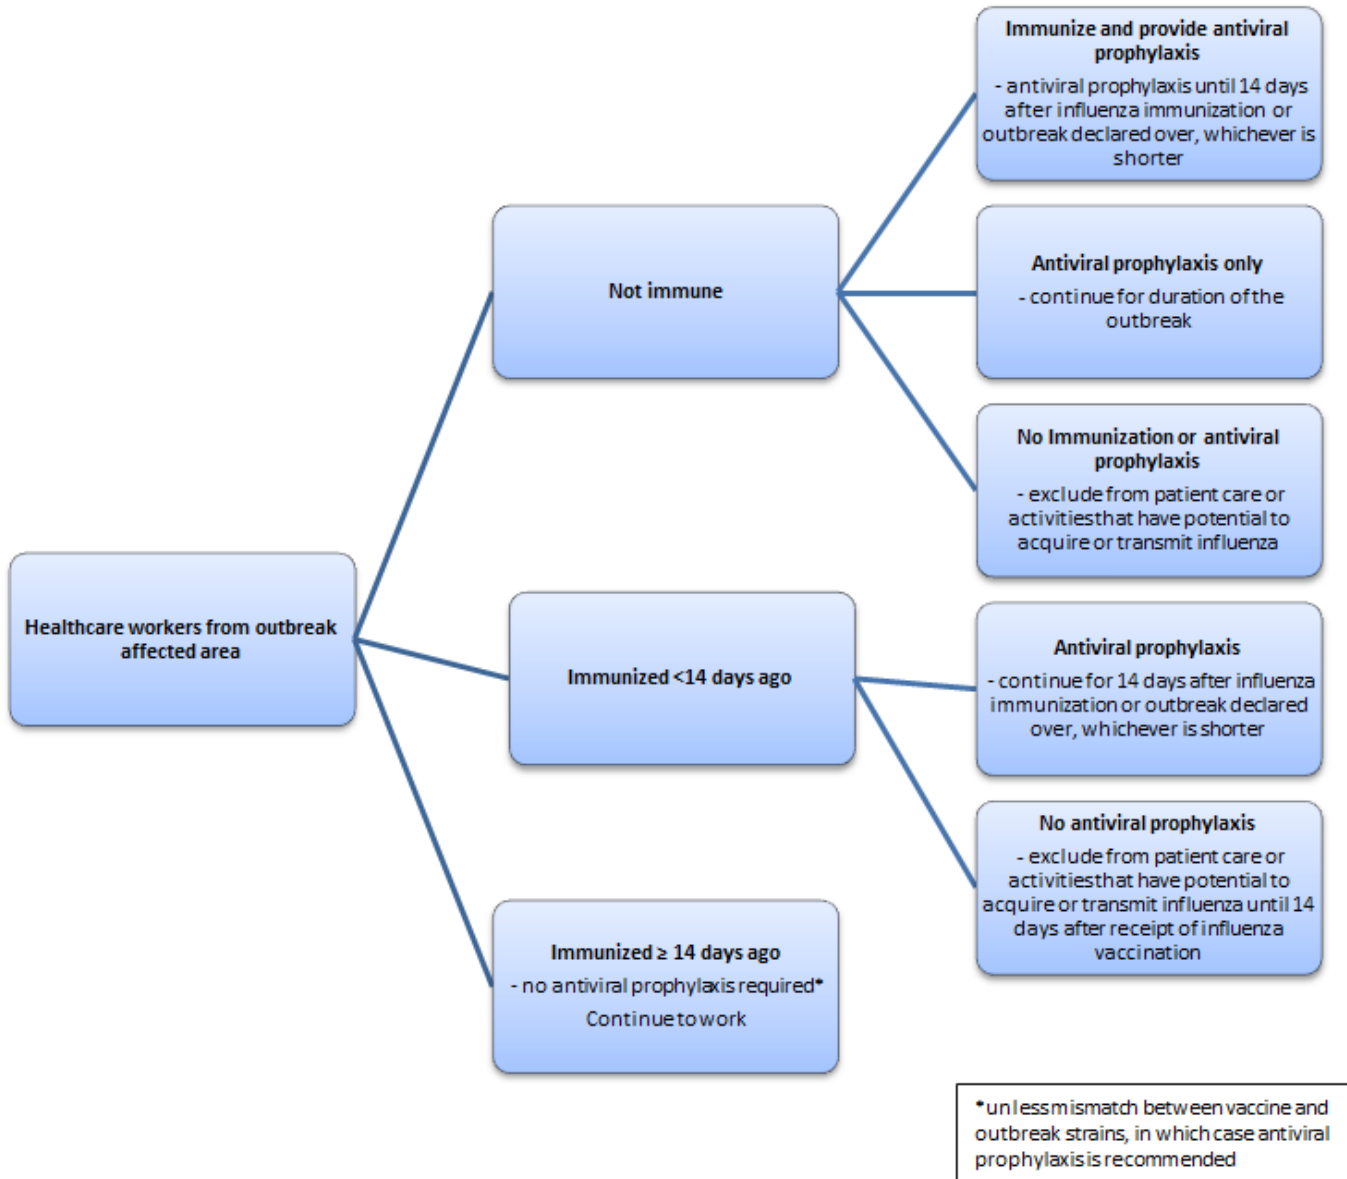 Immunize and provide antiviral
prophylaxis
- antiviral prophylaxis until 14 days
after influenza immunization or
outbreak declared over, whichever is
shorter
Not immune
Antiviral prophylaxis only
- continue for duration of the
outbreak
No Immunization or antiviral
prophylaxis
- exclude from patient care or
activities that have potential to
acquire or transmit influenza
Healthcare workers from outbreak
affected area
Immunized <14 days ago
Antiviral prophylaxis
- continue for 14 days after influenza
immunization or outbreak declared
over, whichever is shorter
No antiviral prophylaxis
- exclude from patient care or
activities that have potential to
acquire or transmit influenza until 14
days after receipt of influenza
vaccination
Immunized ≥ 14 days ago
- no antiviral prophylaxis required*
Continue to work
*unless mismatch between vaccine and
outbreak strains, in which case antiviral
prophylaxis is recommended